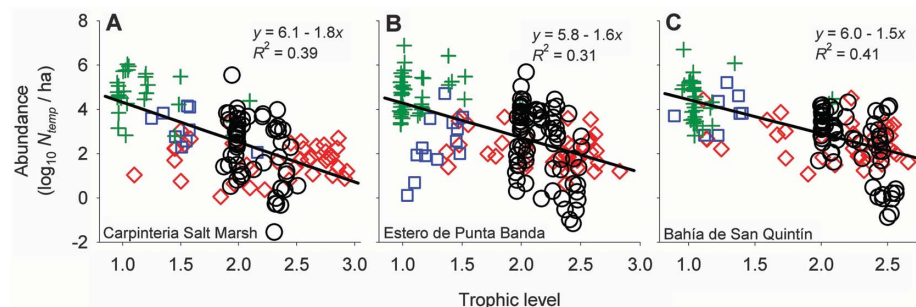 A
y = 6.1 - 1.8x
R² = 0.39
B
y = 5.8 - 1.6x
R² = 0.31
C
y = 6.0 - 1.5x
R² = 0.41
Abundance
(log₁₀ Nₜₑₘₚ / ha)
8
6
4
2
0
-2
Carpinteria Salt Marsh
Estero de Punta Banda
Bahía de San Quintín
1.0 1.5 2.0 2.5 3.0
1.0 1.5 2.0 2.5 3.0
1.0 1.5 2.0 2.5
Trophic level